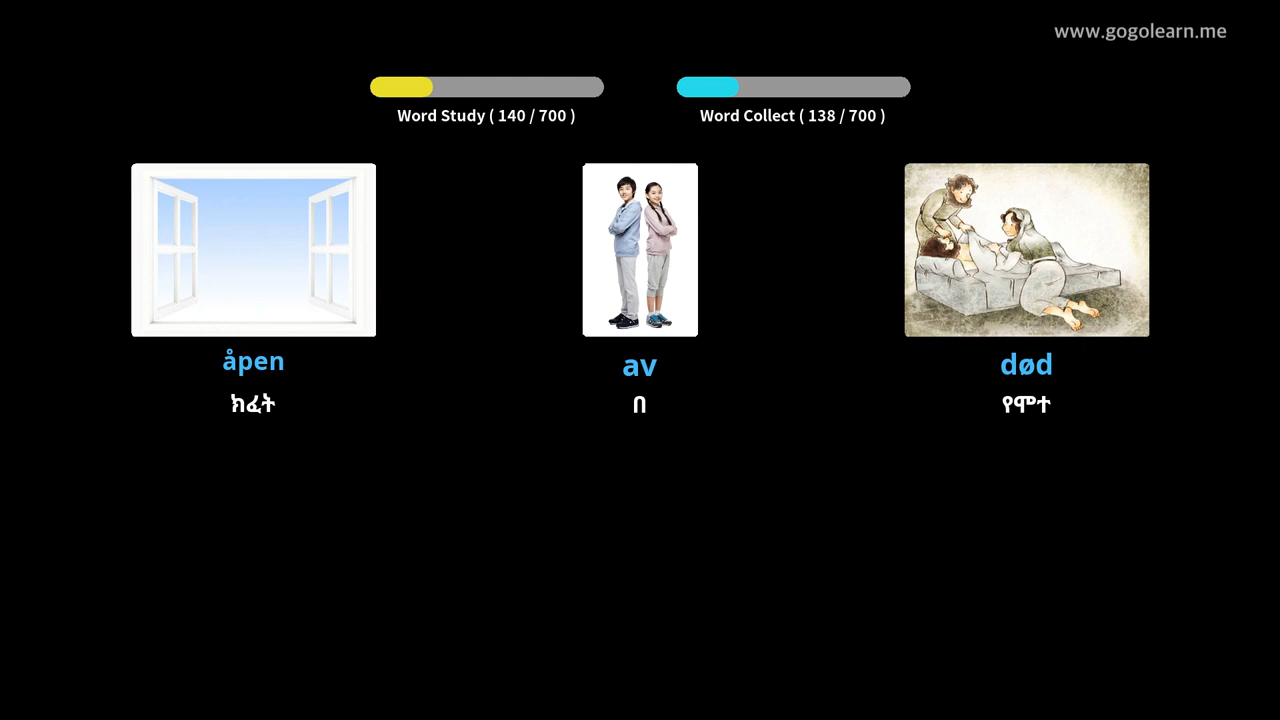 www.gogolearn.me
Word Study ( 140 / 700 )
Word Collect ( 138 / 700 )
åpen
av
død
ክፈት
በ
የሞተ